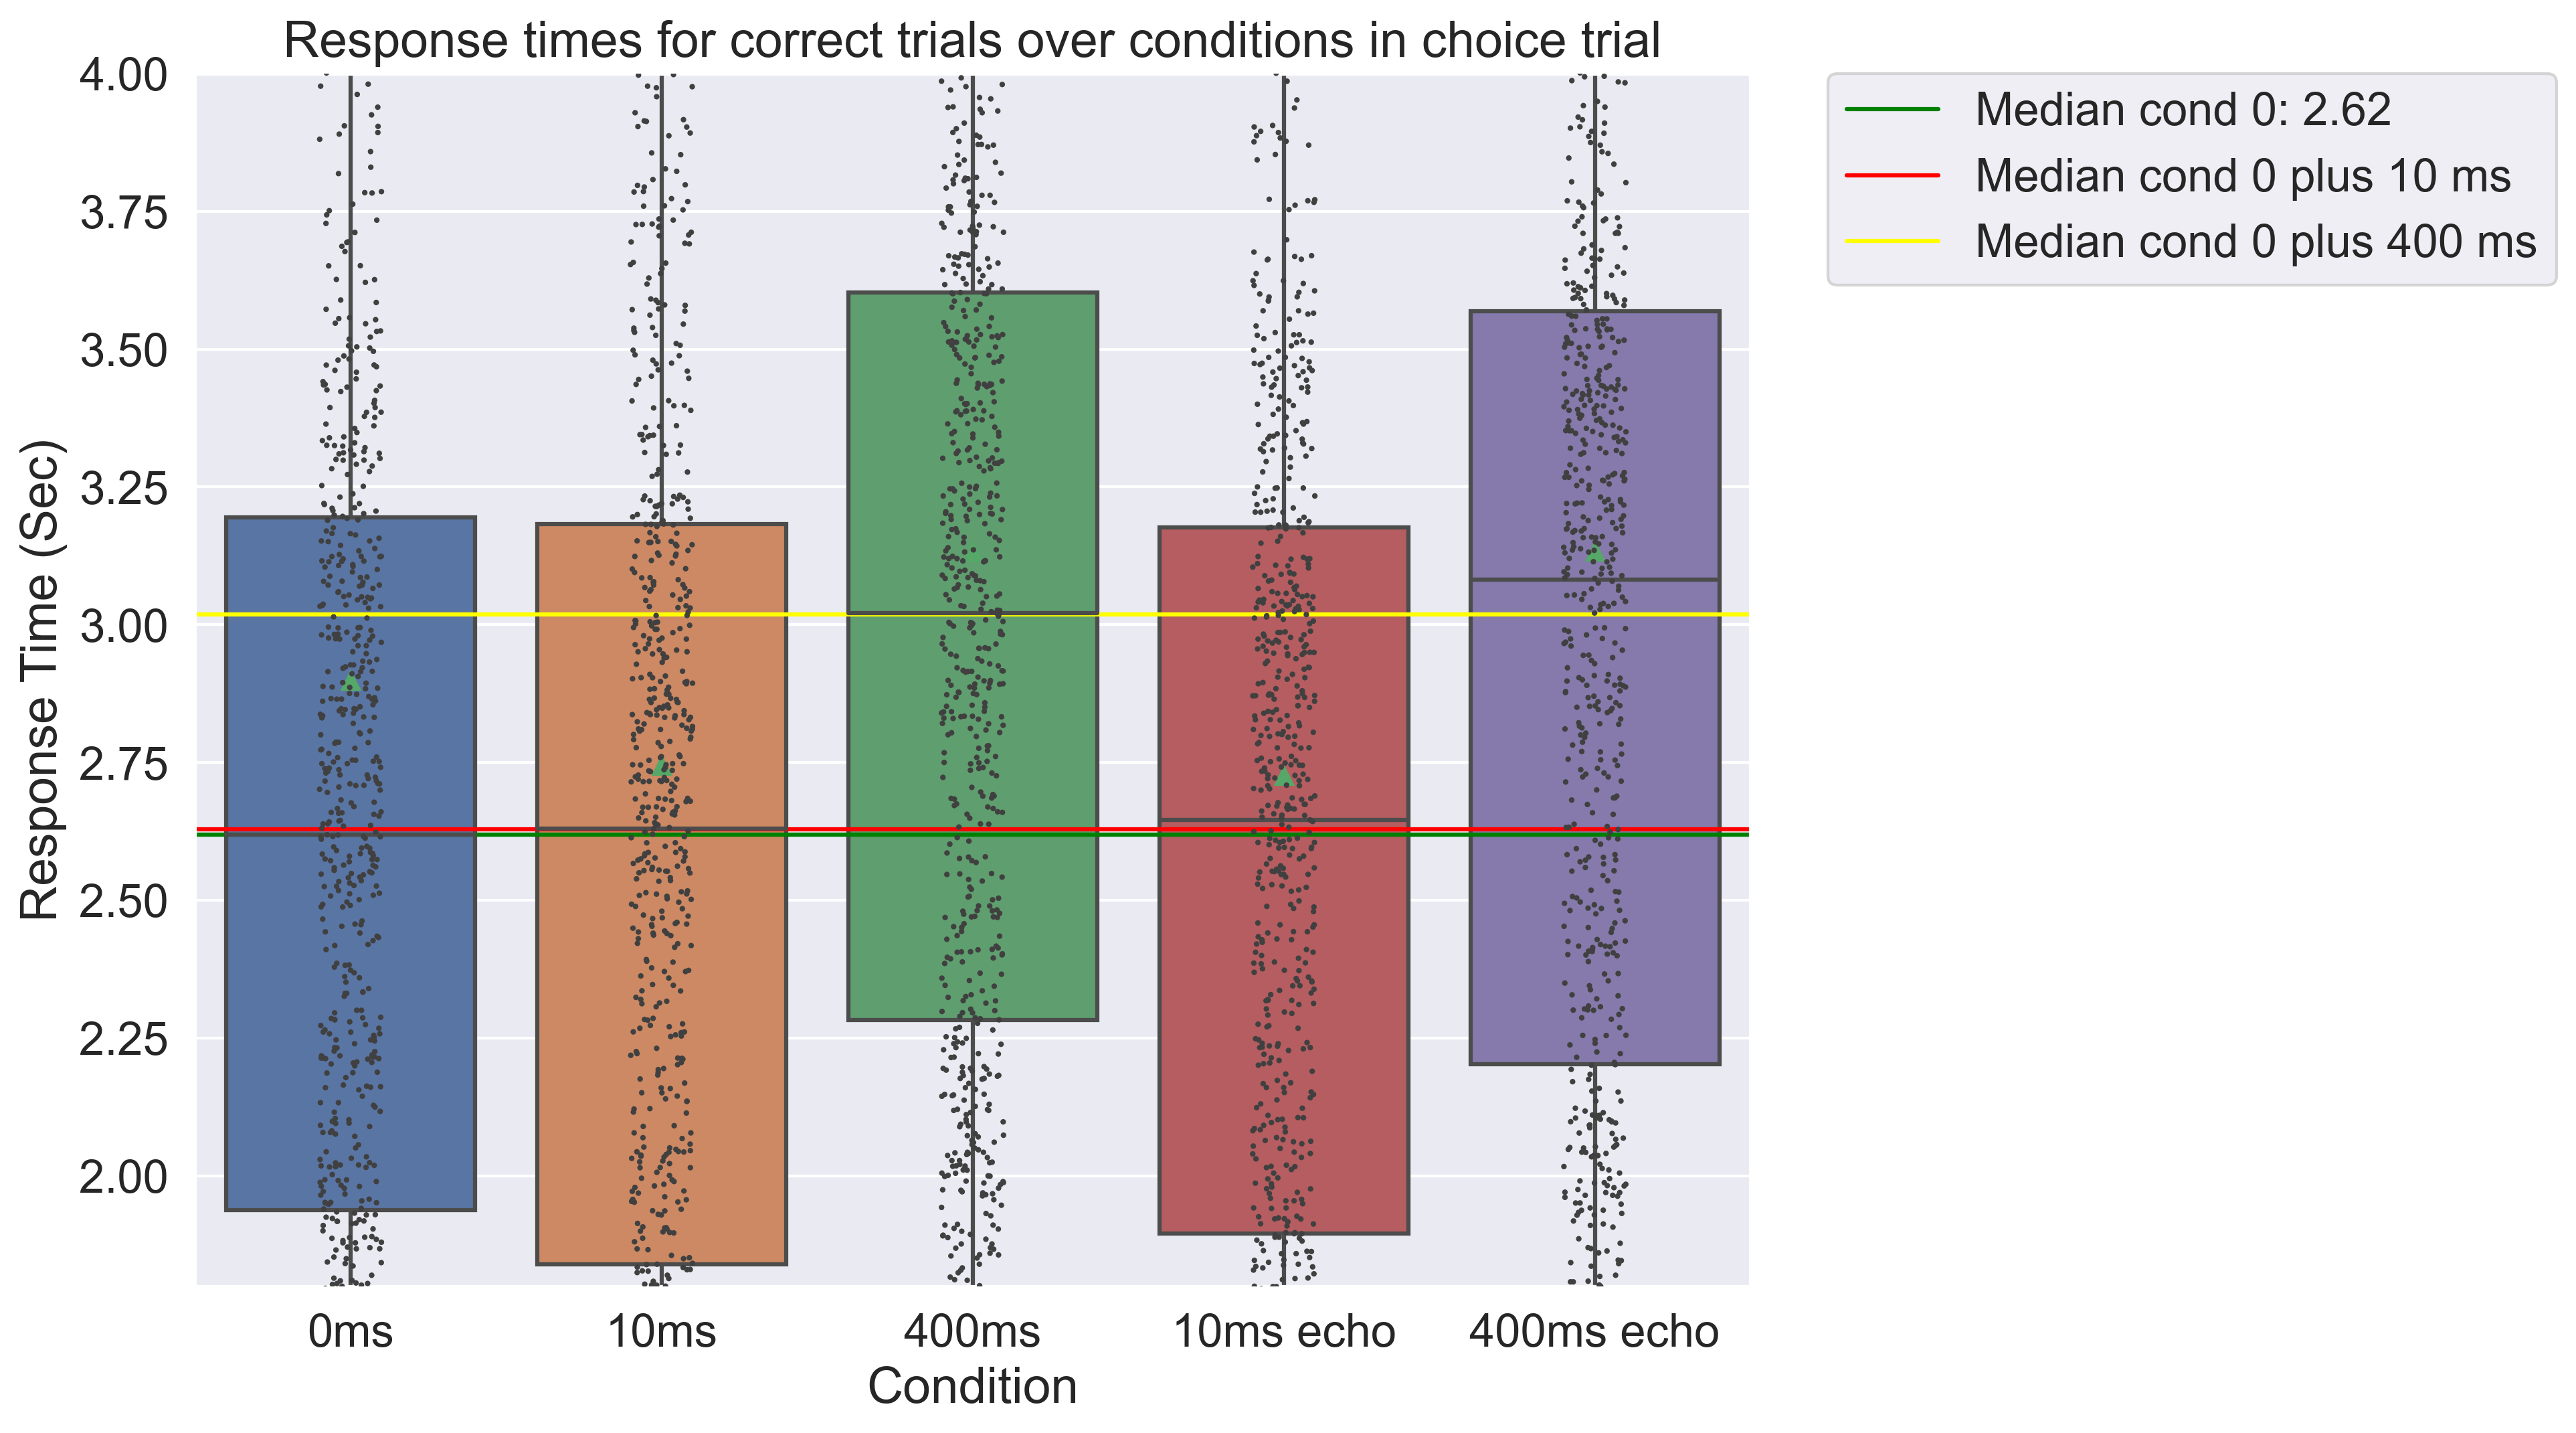 Response times for correct trials over conditions in choice trial
4.00
3.75
3.50
3.25
3.00
2.75
2.50
2.25
2.00
Response Time (Sec)
0ms
10ms
400ms
10ms echo
400ms echo
Condition
Median cond 0: 2.62
Median cond 0 plus 10 ms
Median cond 0 plus 400 ms